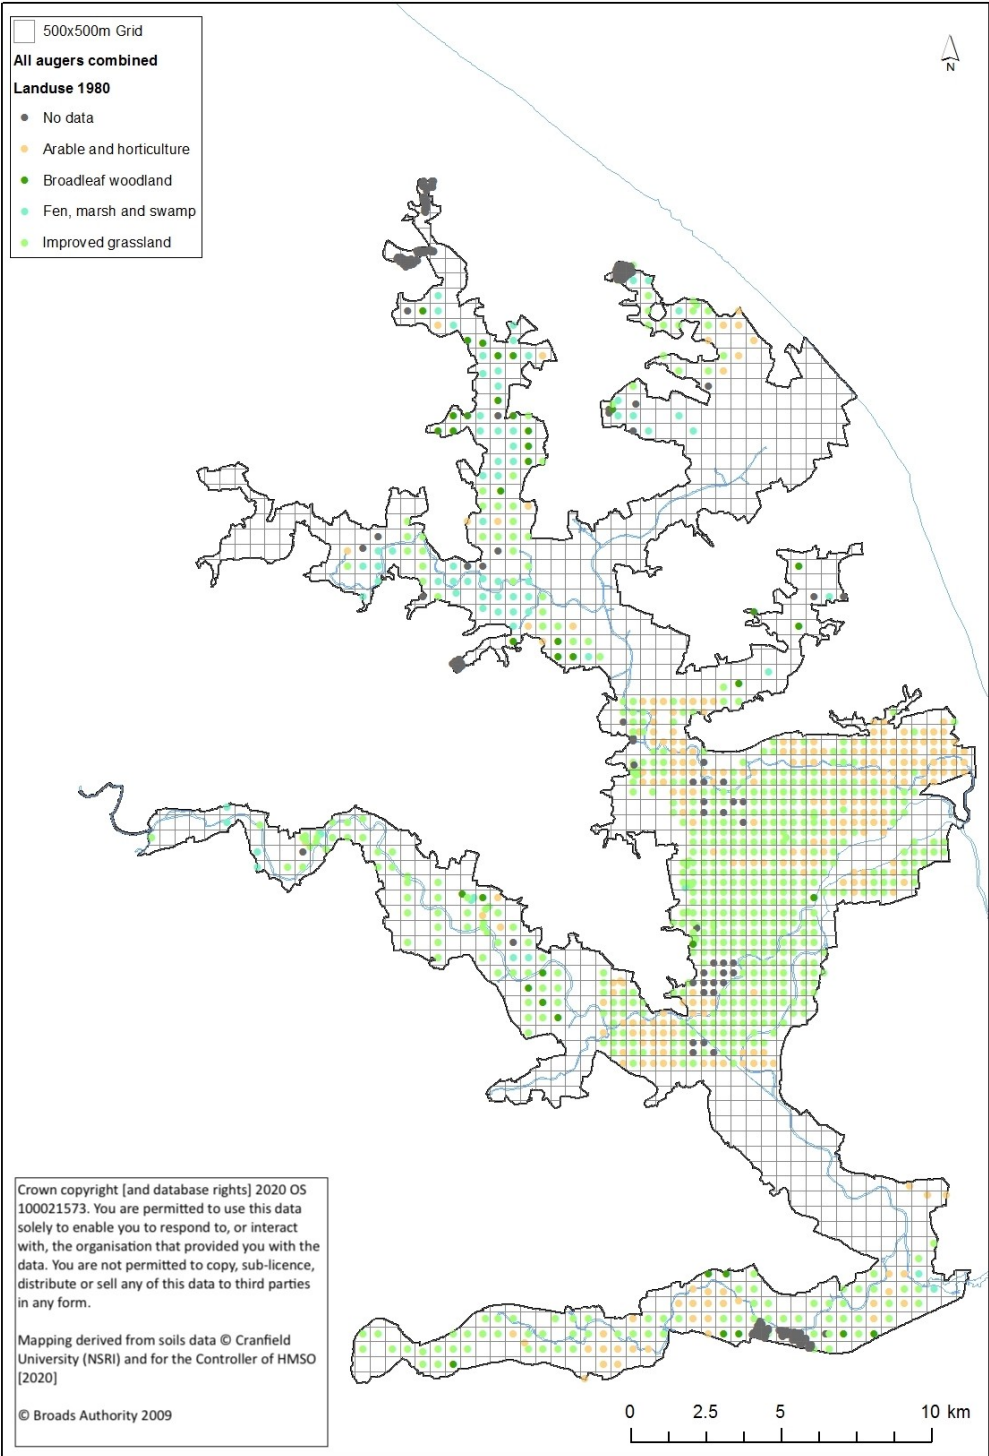 500x500m Grid
All augers combined
Landuse 1980
No data
Arable and horticulture
Broadleaf woodland
Fen, marsh and swamp
Improved grassland
N
Crown copyright [and database rights] 2020 OS
100021573. You are permitted to use this data
solely to enable you to respond to, or interact
with, the organisation that provided you with the
data. You are not permitted to copy, sub-licence,
distribute or sell any of this data to third parties
in any form.
Mapping derived from soils data © Cranfield
University (NSRI) and for the Controller of HMSO
[2020]
© Broads Authority 2009
0 2.5 5 10 km